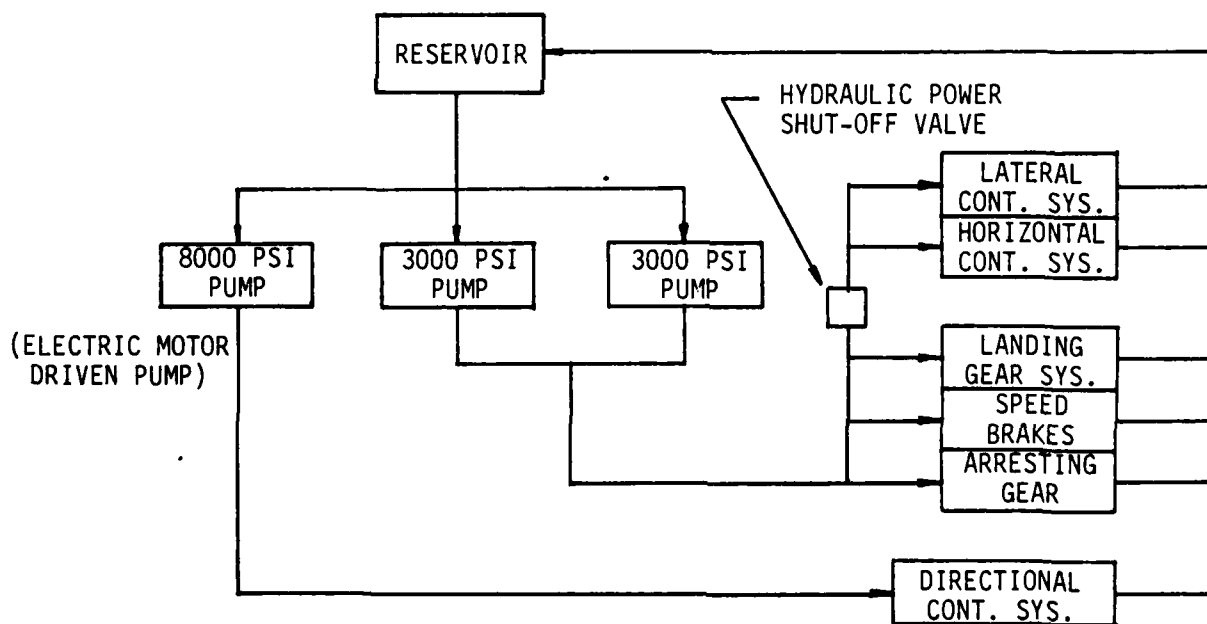 RESERVOIR
HYDRAULIC POWER
SHUT-OFF VALVE
LATERAL
CONT. SYS.
HORIZONTAL
CONT. SYS.
8000 PSI
PUMP
3000 PSI
PUMP
3000 PSI
PUMP
(ELECTRIC MOTOR
DRIVEN PUMP)
LANDING
GEAR SYS.
SPEED
BRAKES
ARRESTING
GEAR
DIRECTIONAL
CONT. SYS.